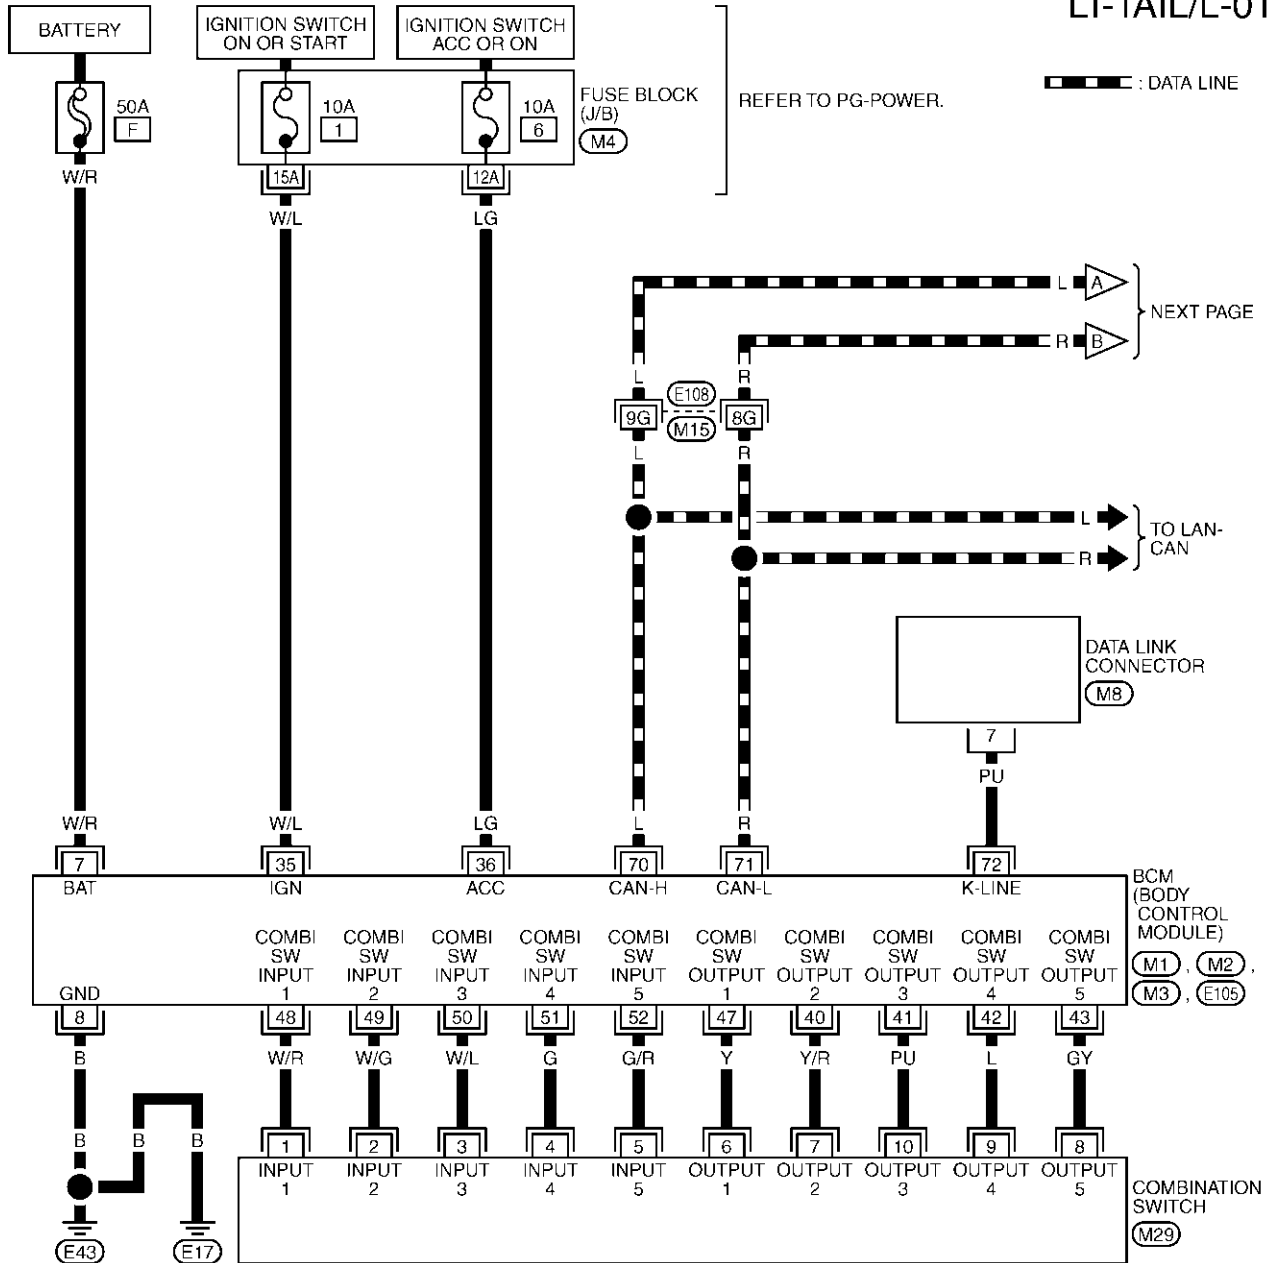 LT-TAIL/L-01
BATTERY
IGNITION SWITCH
ON OR START
IGNITION SWITCH
ACC OR ON
50A
F
10A
1
10A
6
FUSE BLOCK
(J/B)
M4
REFER TO PG-POWER.
: DATA LINE
15A
12A
W/R
W/L
LG
L
A
R
B
NEXT PAGE
L
R
9G
E108
M15
8G
L
R
L
R
TO LAN-
CAN
DATA LINK
CONNECTOR
M8
7
PU
W/R
W/L
LG
L
R
7
35
36
70
71
72
BAT
IGN
ACC
CAN-H
CAN-L
K-LINE
BCM
(BODY
CONTROL
MODULE)
M1 , M2 ,
M3 , E105
COMBI
SW
INPUT
1
COMBI
SW
INPUT
2
COMBI
SW
INPUT
3
COMBI
SW
INPUT
4
COMBI
SW
INPUT
5
COMBI
SW
OUTPUT
1
COMBI
SW
OUTPUT
2
COMBI
SW
OUTPUT
3
COMBI
SW
OUTPUT
4
COMBI
SW
OUTPUT
5
GND
8
48
49
50
51
52
47
40
41
42
43
B
W/R
W/G
W/L
G
G/R
Y
Y/R
PU
L
GY
B
B
B
1
2
3
4
5
6
7
10
9
8
INPUT
1
INPUT
2
INPUT
3
INPUT
4
INPUT
5
OUTPUT
1
OUTPUT
2
OUTPUT
3
OUTPUT
4
OUTPUT
5
COMBINATION
SWITCH
M29
E43
E17